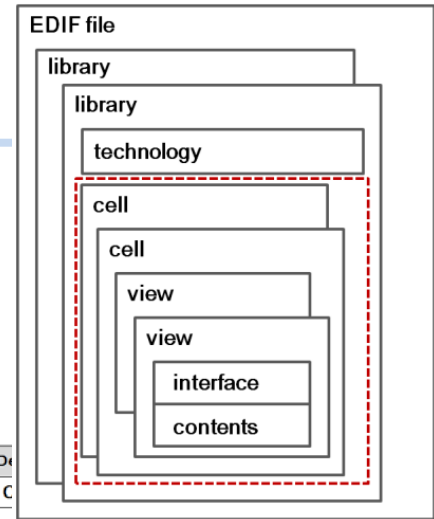 EDIF file
library
library
technology
cell
cell
view
view
interface
contents